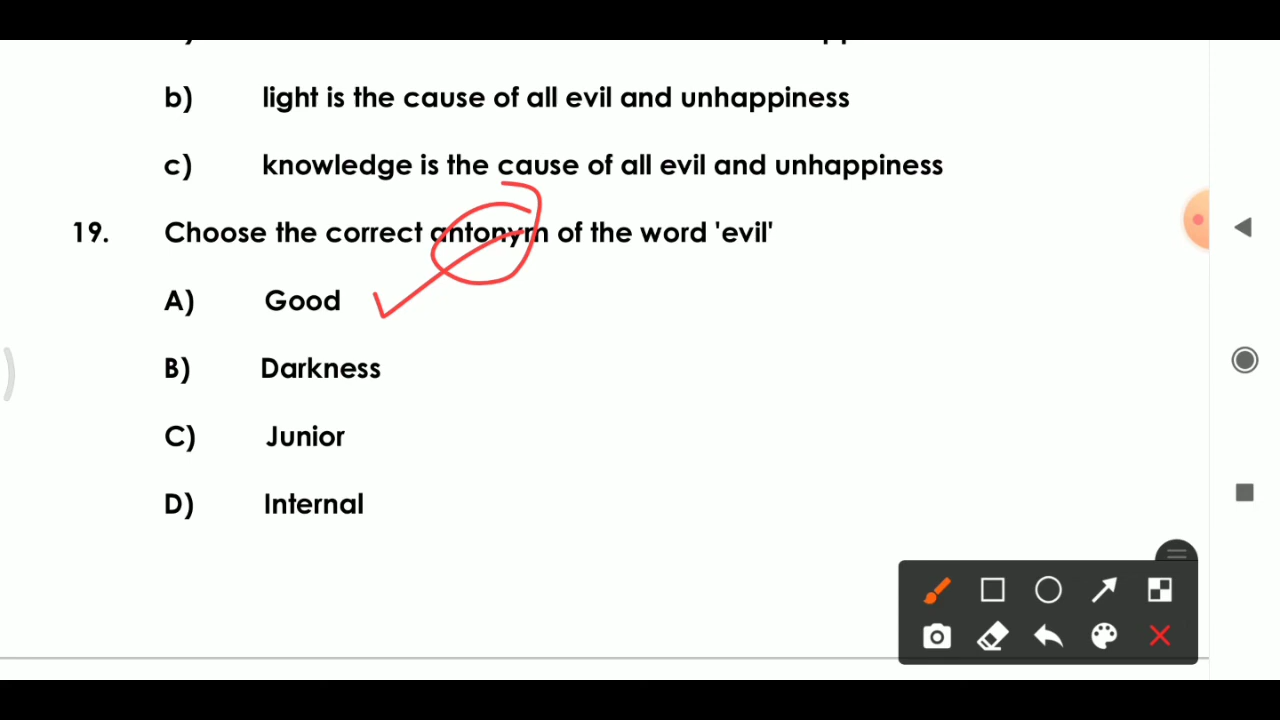 b) light is the cause of all evil and unhappiness
c) knowledge is the cause of all evil and unhappiness
19. Choose the correct antonym of the word 'evil'
A) Good
B) Darkness
C) Junior
D) Internal